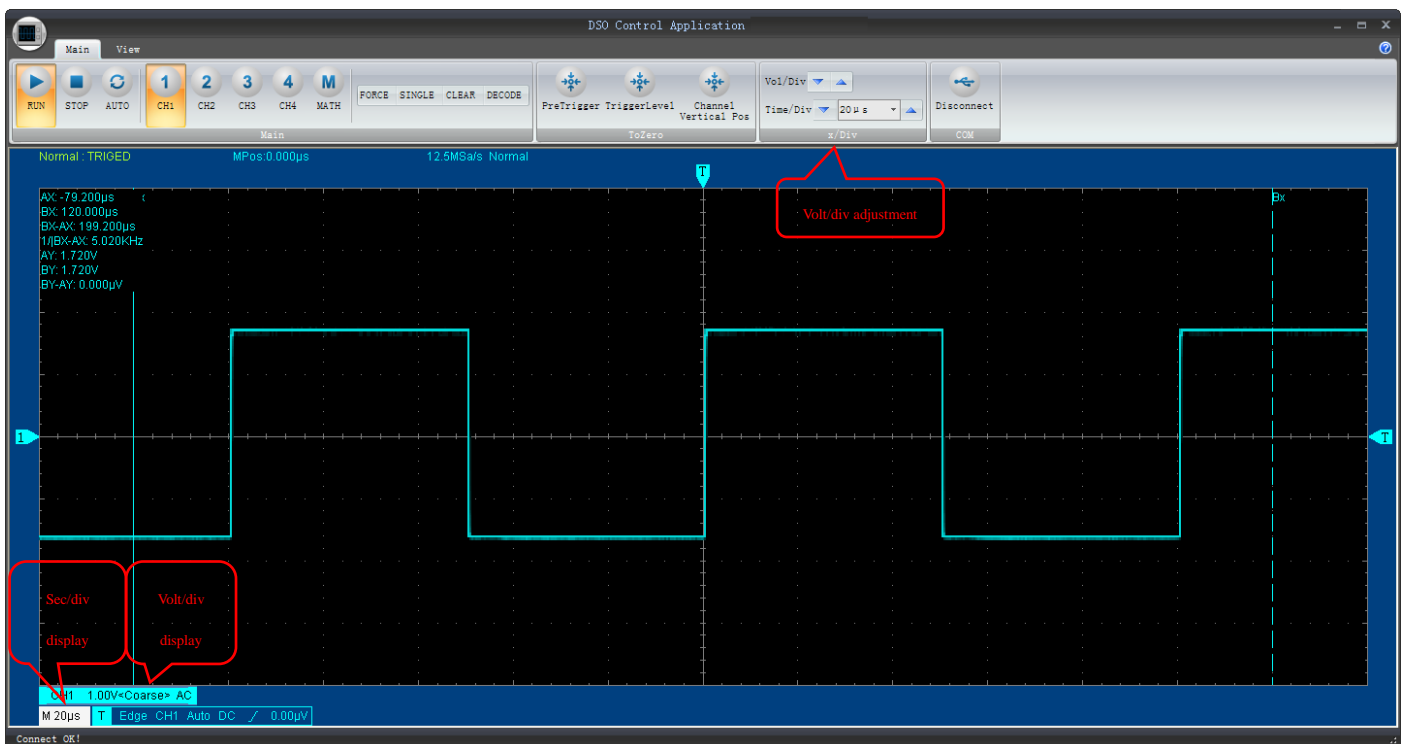 DSO Control Application
Main View
RUN STOP AUTO 1 CH1 2 CH2 3 CH3 4 CH4 M MATH FORCE SINGLE CLEAR DECODE
Main
PreTrigger TriggerLevel Channel Vertical Pos
ToZero
Vol/Div
Time/Div 20μs
x/Div
Disconnect
COM
Normal : TRIGED MPos:0.000μs 12.5MSa/s Normal
T
AX: -79.200μs
BX: 120.000μs
BX-AX: 199.200μs
1/|BX-AX: 5.020KHz
AY: 1.720V
BY: 1.720V
BY-AY: 0.000μV
Volt/div adjustment
Bx
1
T
Sec/div
display
Volt/div
display
CH1 1.00V<Coarse> AC
M 20μs T Edge CH1 Auto DC 0.00μV
Connect OK!